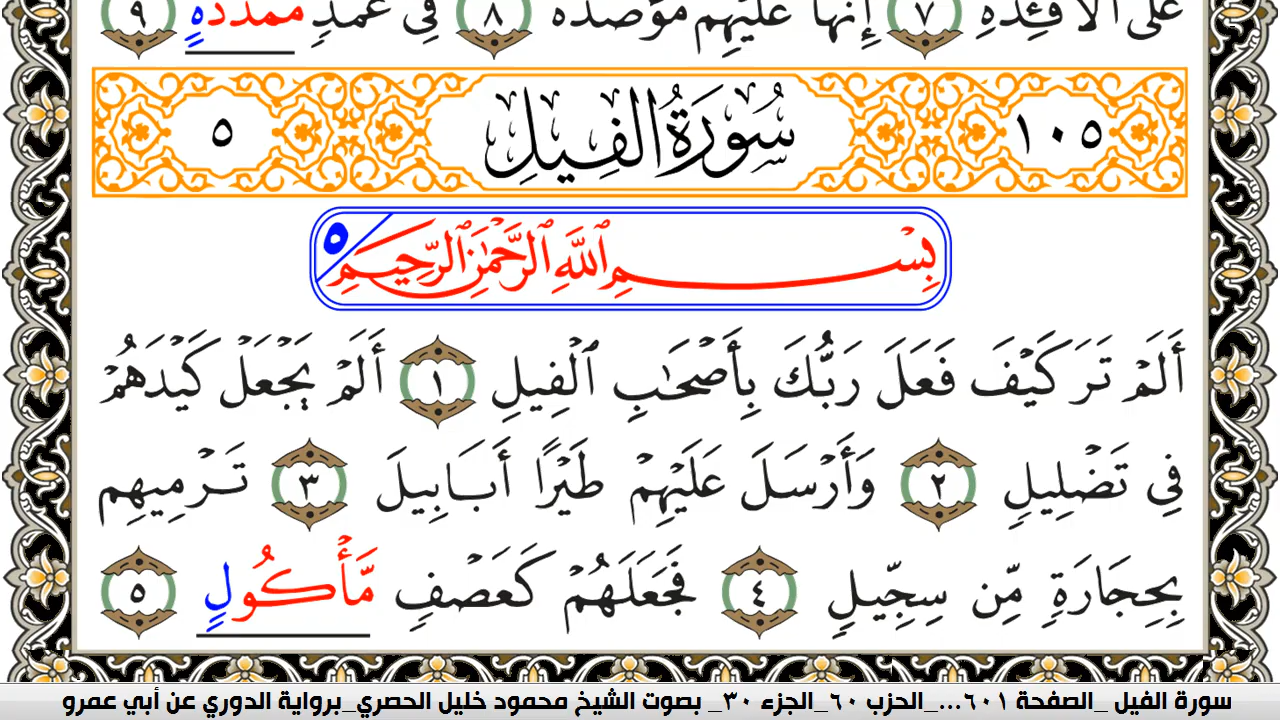 عَلَى الْأَفْئِدَةِ ٧ إِنَّهَا عَلَيْهِم مُّؤْصَدَةٌ ٨ فِي عَمَدٍ مُّمَدَّدَةٍ ٩
١٠٥ سُورَةُ الفِيلِ ٥
بِسْمِ اللَّهِ الرَّحْمَٰنِ الرَّحِيمِ ٥
أَلَمْ تَرَ كَيْفَ فَعَلَ رَبُّكَ بِأَصْحَٰبِ الْفِيلِ ١ أَلَمْ يَجْعَلْ كَيْدَهُمْ
فِي تَضْلِيلٍ ٢ وَأَرْسَلَ عَلَيْهِمْ طَيْرًا أَبَابِيلَ ٣ تَرْمِيهِم
بِحِجَارَةٍ مِّن سِجِّيلٍ ٤ فَجَعَلَهُمْ كَعَصْفٍ مَّأْكُولٍ ٥
سورة الفيل _الصفحة ٦٠١..._الحزب ٦٠_الجزء ٣٠_ بصوت الشيخ محمود خليل الحصري_برواية الدوري عن أبي عمرو